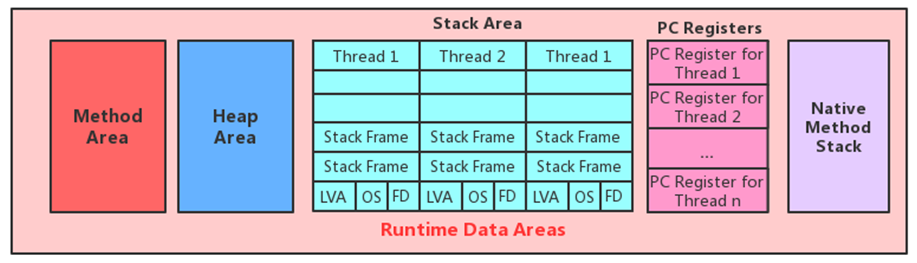 Stack Area
PC Registers
Method
Area
Heap
Area
Thread 1 Thread 2 Thread 1
Stack Frame Stack Frame Stack Frame
Stack Frame Stack Frame Stack Frame
LVA OS FD LVA OS FD LVA OS FD
PC Register for
Thread 1
PC Register for
Thread 2
...
PC Register for
Thread n
Native
Method
Stack
Runtime Data Areas